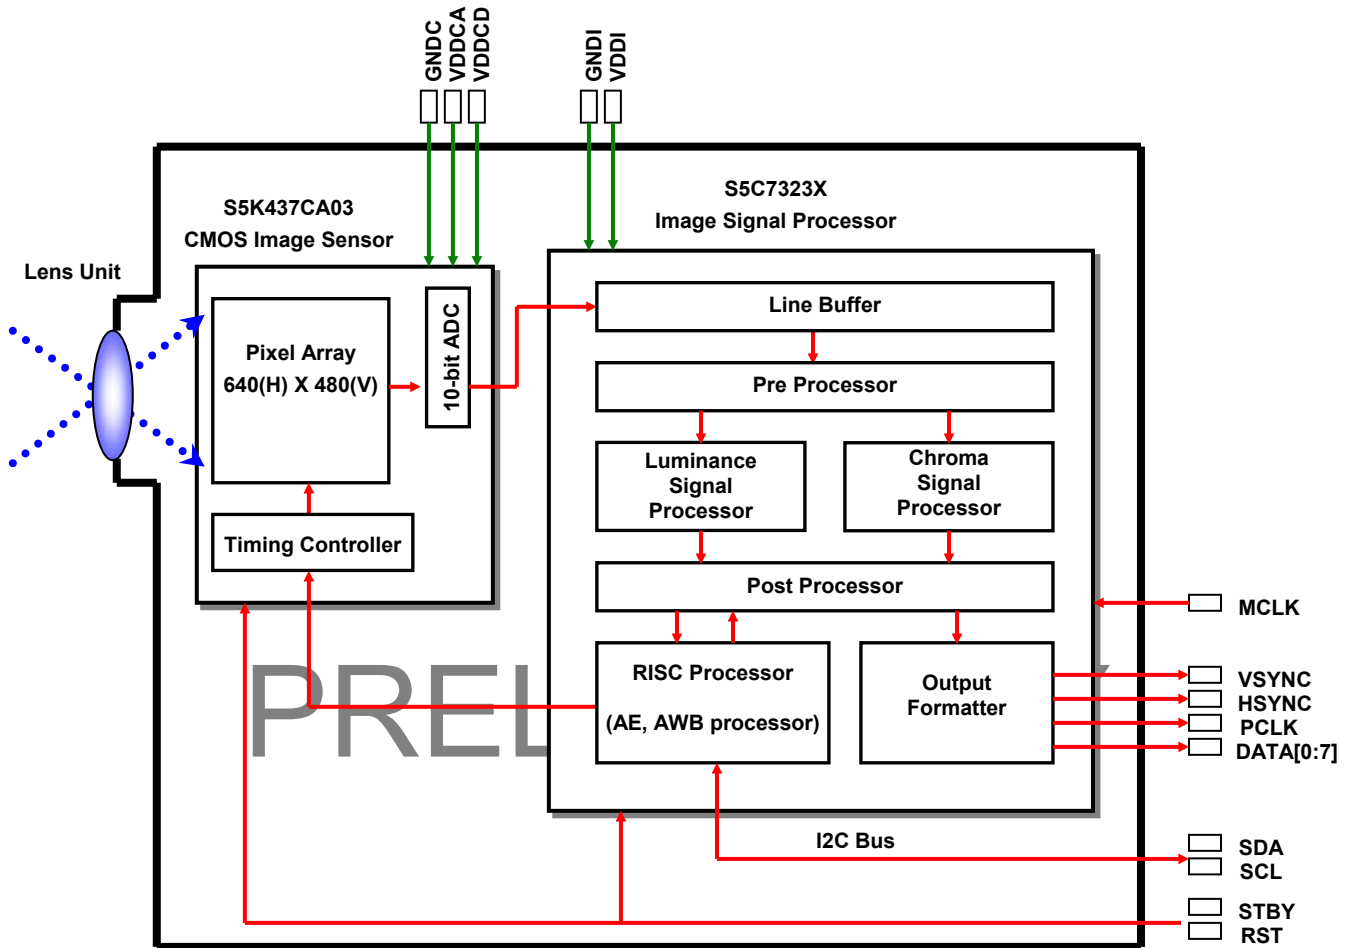 GNDC
VDDCA
VDDCD
GNDI
VDDI
S5K437CA03
CMOS Image Sensor
S5C7323X
Image Signal Processor
Lens Unit
Pixel Array
640(H) X 480(V)
10-bit ADC
Timing Controller
Line Buffer
Pre Processor
Luminance
Signal
Processor
Chroma
Signal
Processor
Post Processor
RISC Processor
(AE, AWB processor)
Output
Formatter
MCLK
VSYNC
HSYNC
PCLK
DATA[0:7]
I2C Bus
SDA
SCL
STBY
RST